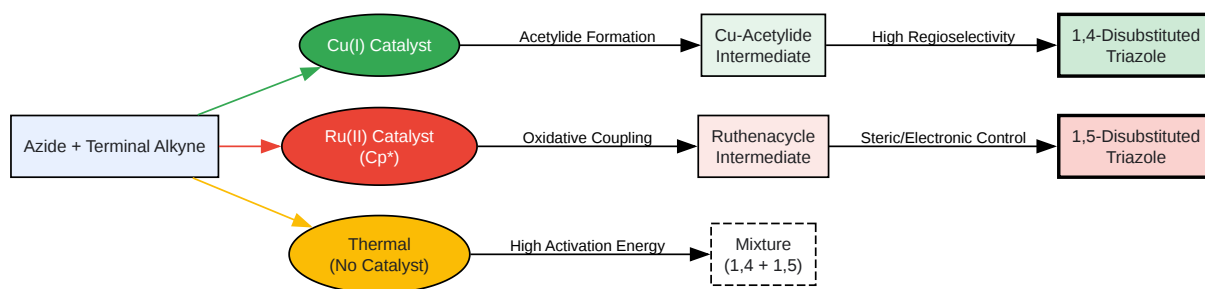 Cu(I) Catalyst
Acetylide Formation
Cu-Acetylide
Intermediate
High Regioselectivity
1,4-Disubstituted
Triazole
Azide + Terminal Alkyne
Ru(II) Catalyst
(Cp*)
Oxidative Coupling
Ruthenacycle
Intermediate
Steric/Electronic Control
1,5-Disubstituted
Triazole
Thermal
(No Catalyst)
High Activation Energy
Mixture
(1,4 + 1,5)